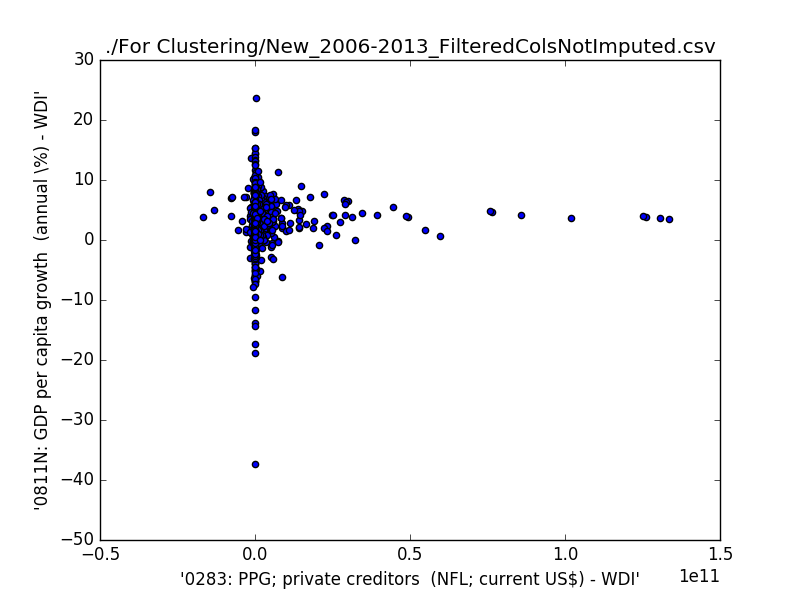 ./For Clustering/New_2006-2013_FilteredColsNotImputed.csv
30
20
10
0
−10
−20
−30
−40
−50
'0811N: GDP per capita growth  (annual \%) - WDI'
−0.5 0.0 0.5 1.0 1.5
1e11
'0283: PPG; private creditors  (NFL; current US$) - WDI'